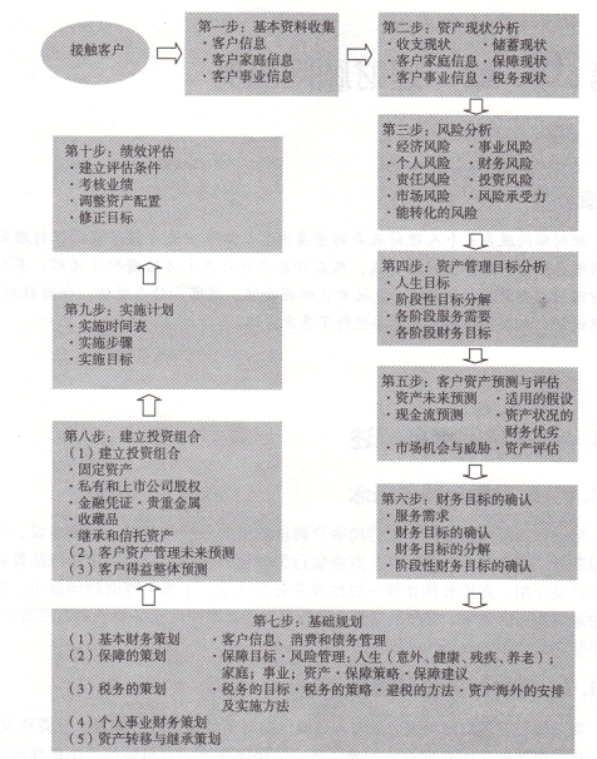 接触客户
第一步：基本资料收集
·客户信息
·客户家庭信息
·客户事业信息
第二步：资产现状分析
·收支现状 ·储蓄现状
·客户家庭信息 ·保障现状
·客户事业信息 ·税务现状
第三步：风险分析
·经济风险 ·事业风险
·个人风险 ·财务风险
·责任风险 ·投资风险
·市场风险 ·风险承受力
·能转化的风险
第四步：资产管理目标分析
·人生目标
·阶段性目标分解
·各阶段服务需要
·各阶段财务目标
第五步：客户资产预测与评估
·资产未来预测 ·适用的假设
·现金流预测 ·资产状况的
财务优劣
·市场机会与威胁 ·资产评估
第六步：财务目标的确认
·服务需求
·财务目标的确认
·财务目标的分解
·阶段性财务目标的确认
第七步：基础规划
（1）基本财务策划 ·客户信息、消费和债务管理
（2）保障的策划 ·保障目标·风险管理：人生（意外、健康、残疾、养老）；
家庭；事业；资产·保障策略·保障建议
（3）税务的策划 ·税务的目标·税务的策略·避税的方法·资产海外的安排
及实施方法
（4）个人事业财务策划
（5）资产转移与继承策划
第八步：建立投资组合
（1）建立投资组合
·固定资产
·私有和上市公司股权
·金融凭证·贵重金属
·收藏品
·继承和信托资产
（2）客户资产管理未来预测
（3）客户得益整体预测
第九步：实施计划
·实施时间表
·实施步骤
·实施目标
第十步：绩效评估
·建立评估条件
·考核业绩
·调整资产配置
·修正目标